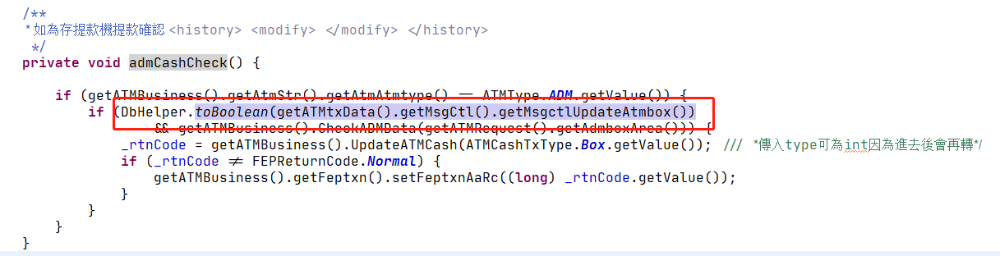 /**
* 如為存提款機提款確認 <history> <modify> </modify> </history>
*/
private void admCashCheck() {
if (getATMBusiness().getAtmStr().getAtmAtmtype() == ATMType.ADM.getValue()) {
if (DbHelper.toBoolean(getATMtxData().getMsgCtl().getMsgctlUpdateAtmbox())
&& getATMBusiness().CheckADMData(getATMRequest().getAdmboxArea())) {
_rtnCode = getATMBusiness().UpdateATMCash(ATMCashTxType.Box.getValue()); /// *傳入type可為int因為進去後會再轉*/
if (_rtnCode != FEPReturnCode.Normal) {
getATMBusiness().getFeptxn().setFeptxnAaRc((long) _rtnCode.getValue());
}
}
}
}